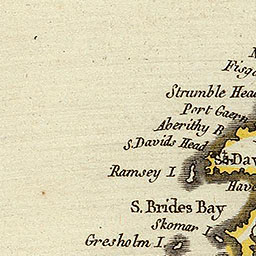 Fisg
Strumble Head
Port Gaern
Aberithy B
S. Davids Head
St. Dav
Ramsey I
Have
S. Brides Bay
Skomar I.
Gresholm I.